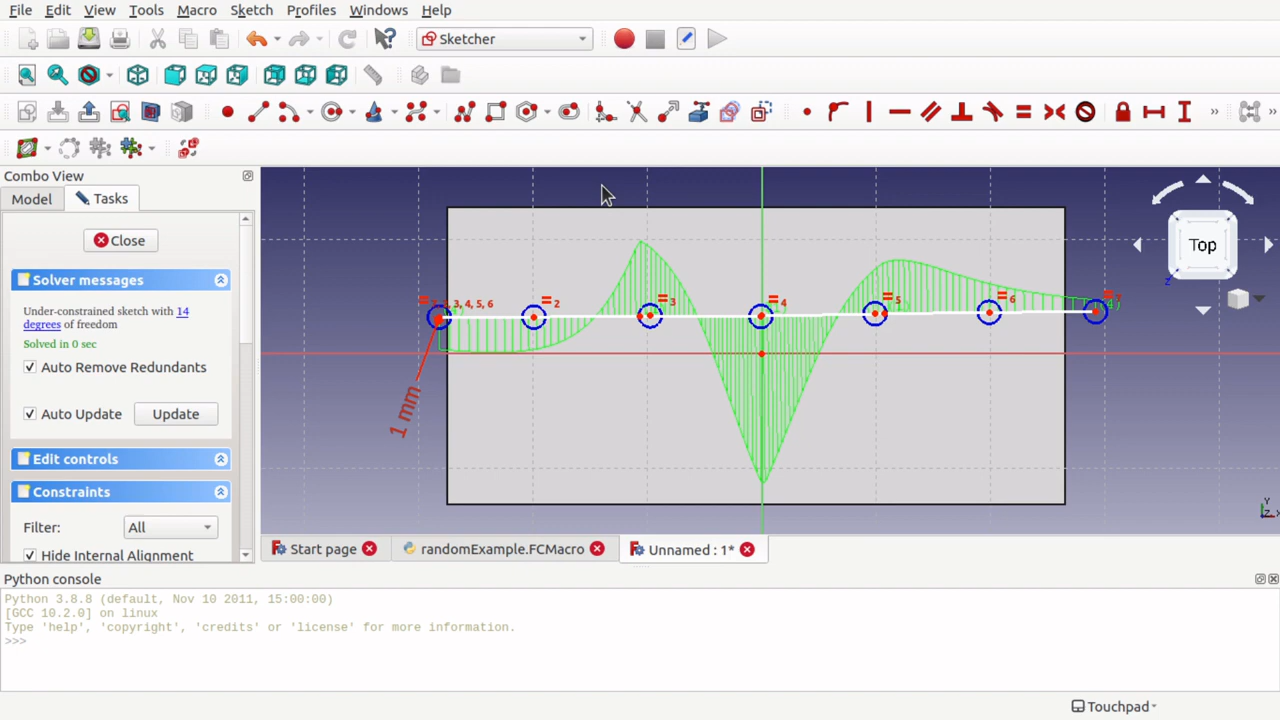 File Edit View Tools Macro Sketch Profiles Windows Help
Sketcher
Combo View
Model Tasks
Close
Solver messages
Under-constrained sketch with 14
degrees of freedom
Solved in 0 sec
Auto Remove Redundants
Auto Update Update
Edit controls
Constraints
Filter: All
Hide Internal Alignment
3, 4, 5, 6
2
3
4
5
6
1 mm
Top
Z
Y
Z
Start page randomExample.FCMacro Unnamed : 1*
Python console
Python 3.8.8 (default, Nov 10 2011, 15:00:00)
[GCC 10.2.0] on linux
Type 'help', 'copyright', 'credits' or 'license' for more information.
>>>
Touchpad